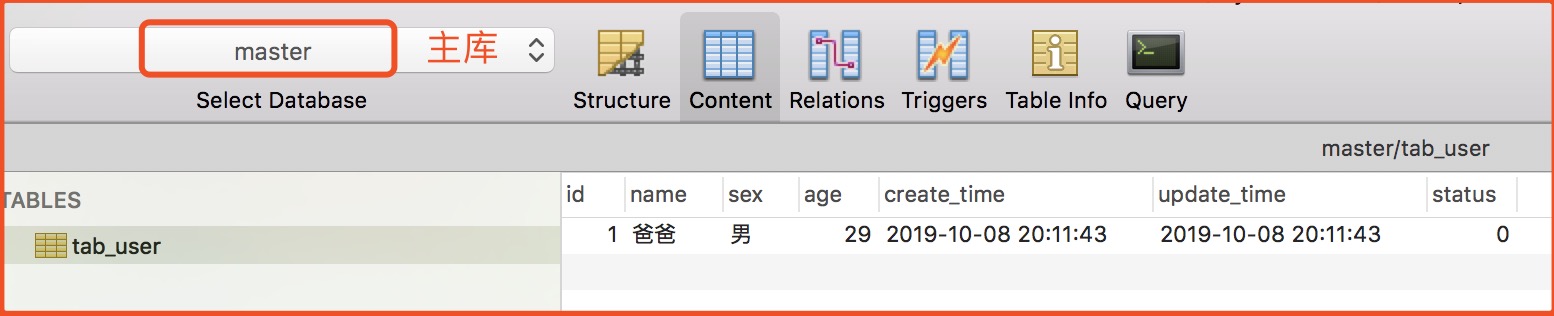 master 主库
Select Database Structure Content Relations Triggers Table Info Query
master/tab_user
TABLES
id name sex age create_time update_time status
tab_user
1 爸爸 男 29 2019-10-08 20:11:43 2019-10-08 20:11:43 0